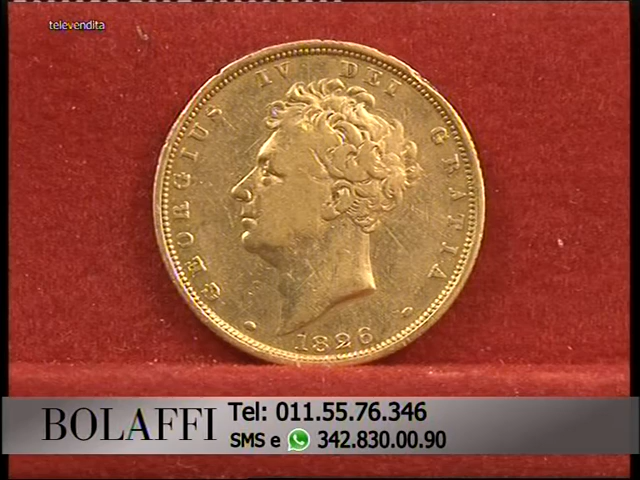 televendita
GEORGIUS IV DEI GRATIA
1826
BOLAFFI
Tel: 011.55.76.346
SMS e 342.830.00.90